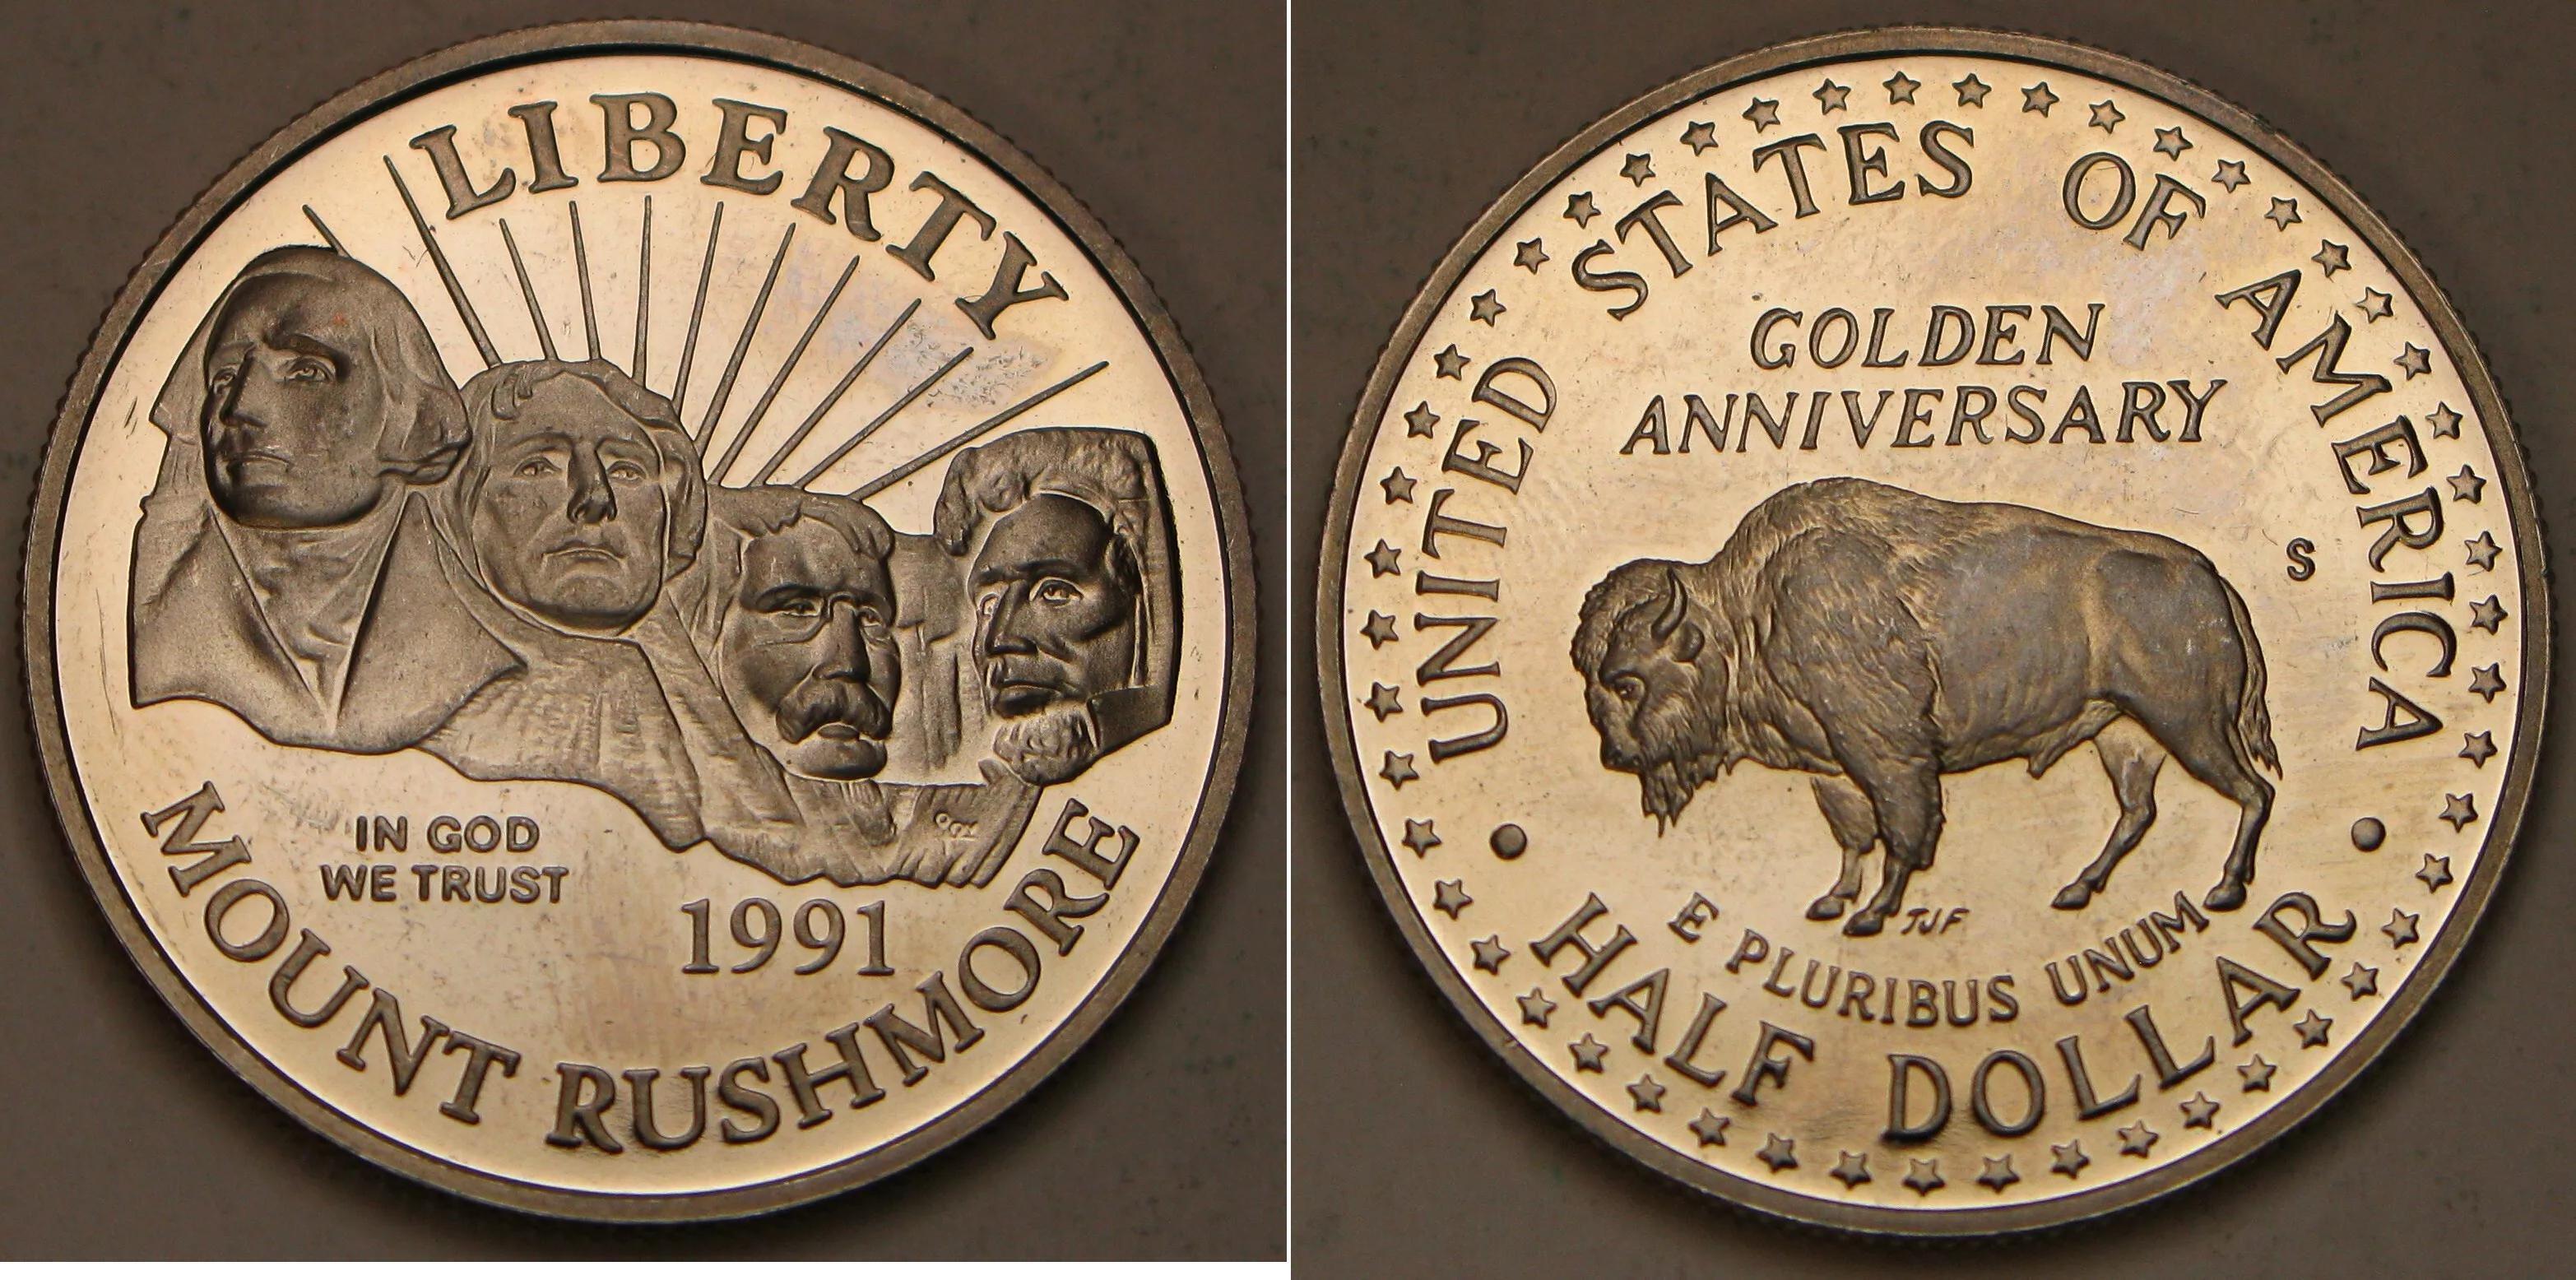 LIBERTY
IN GOD
WE TRUST
1991
MOUNT RUSHMORE
UNITED STATES OF AMERICA
GOLDEN
ANNIVERSARY
S
TJF
E PLURIBUS UNUM
HALF DOLLAR